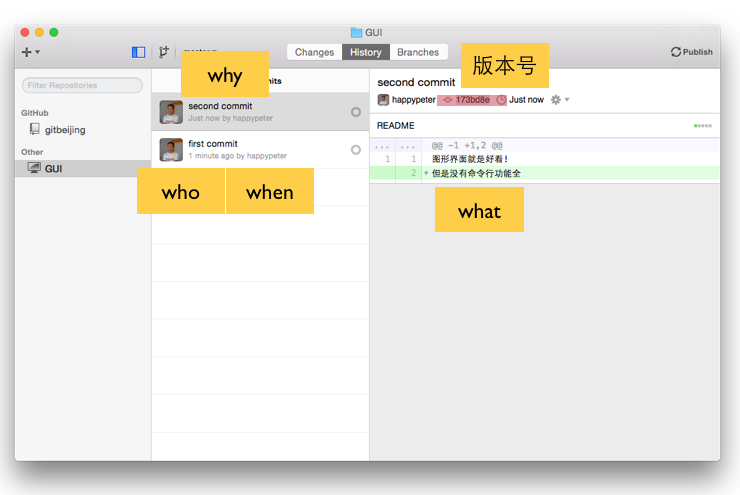 GUI
Changes History Branches
Publish
why
版本号
Filter Repositories
GitHub
gitbeijing
Other
GUI
second commit
Just now by happypeter
first commit
1 minute ago by happypeter
who
when
second commit
happypeter 173bd8e Just now
README
... ... @@ -1 +1,2 @@
1 1 图形界面就是好看!
2 + 但是没有命令行功能全
what